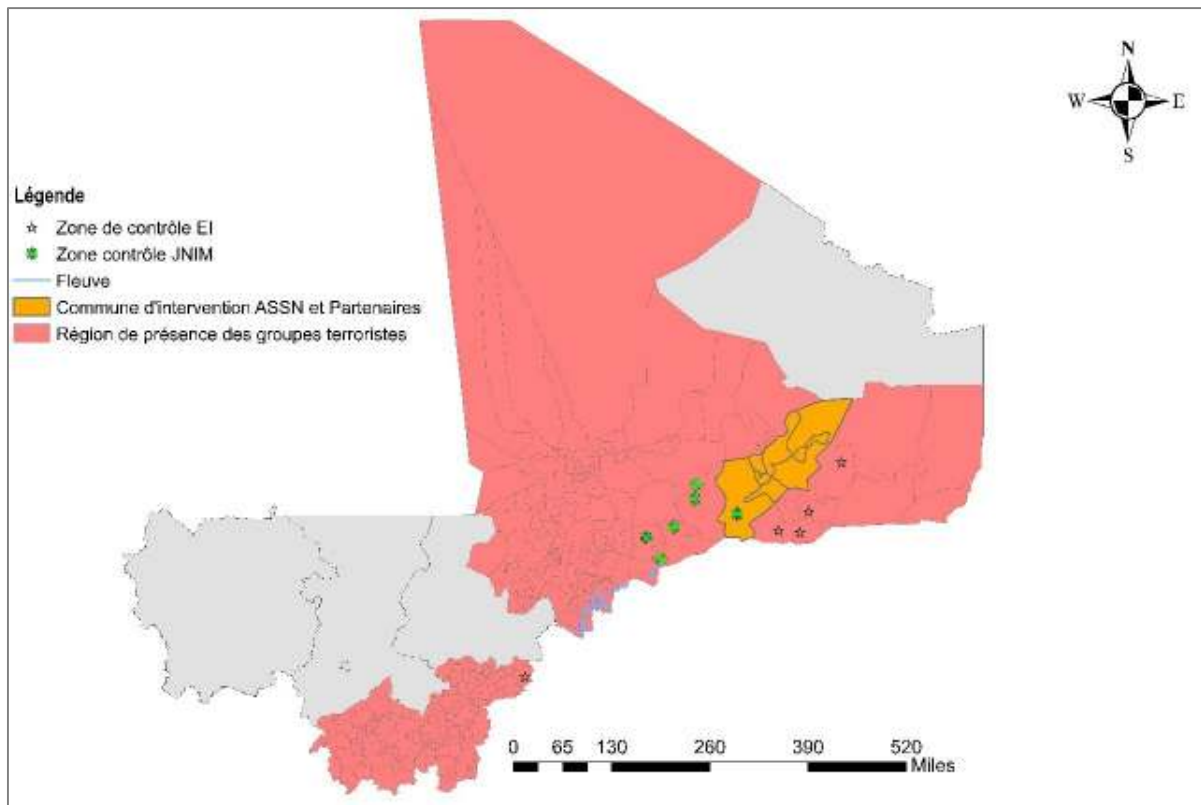 N
W E
S
Légende
Zone de contrôle EI
Zone contrôle JNIM
Fleuve
Commune d'intervention ASSN et Partenaires
Région de présence des groupes terroristes
0 65 130 260 390 520
Miles